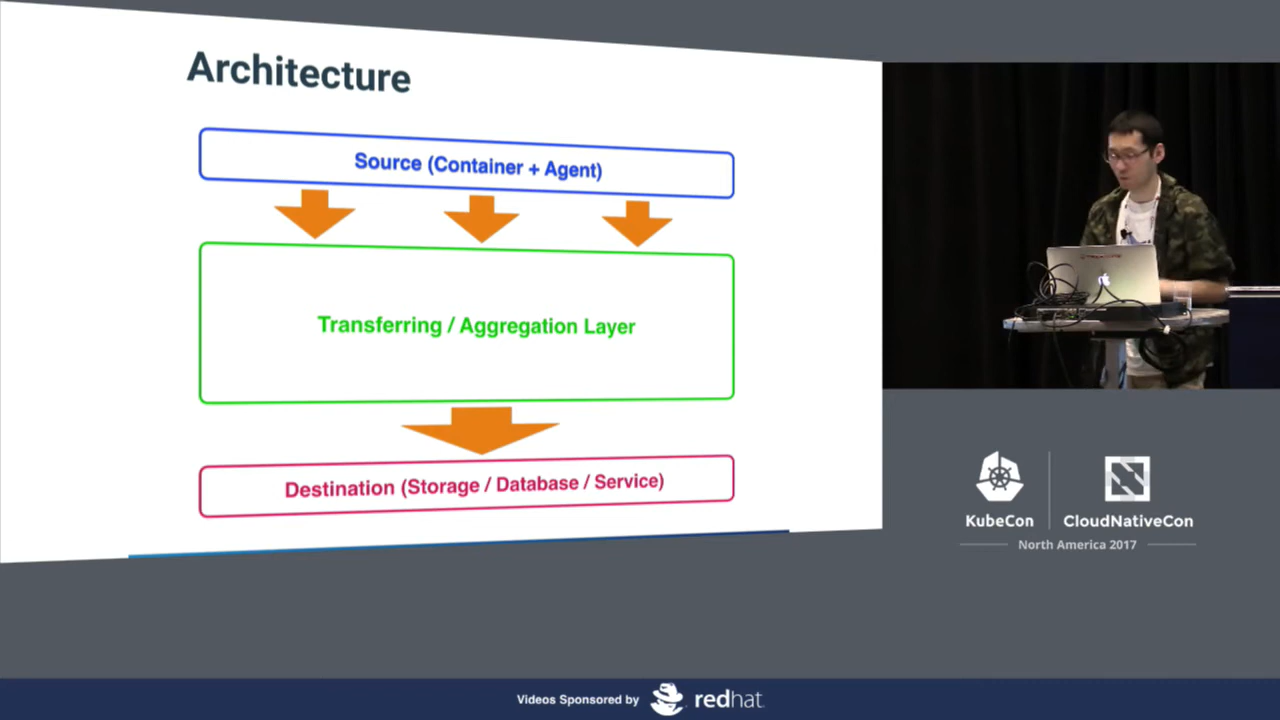 Architecture
Source (Container + Agent)
Transferring / Aggregation Layer
Destination (Storage / Database / Service)
KubeCon
CloudNativeCon
North America 2017
Videos Sponsored by
redhat.